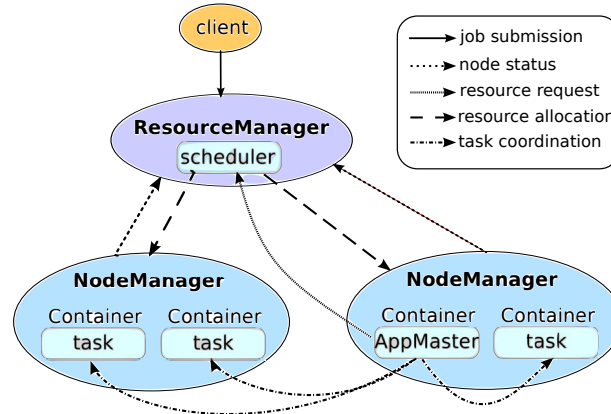 client
job submission
node status
resource request
resource allocation
task coordination
ResourceManager
scheduler
NodeManager
Container
task
Container
task
NodeManager
Container
AppMaster
Container
task